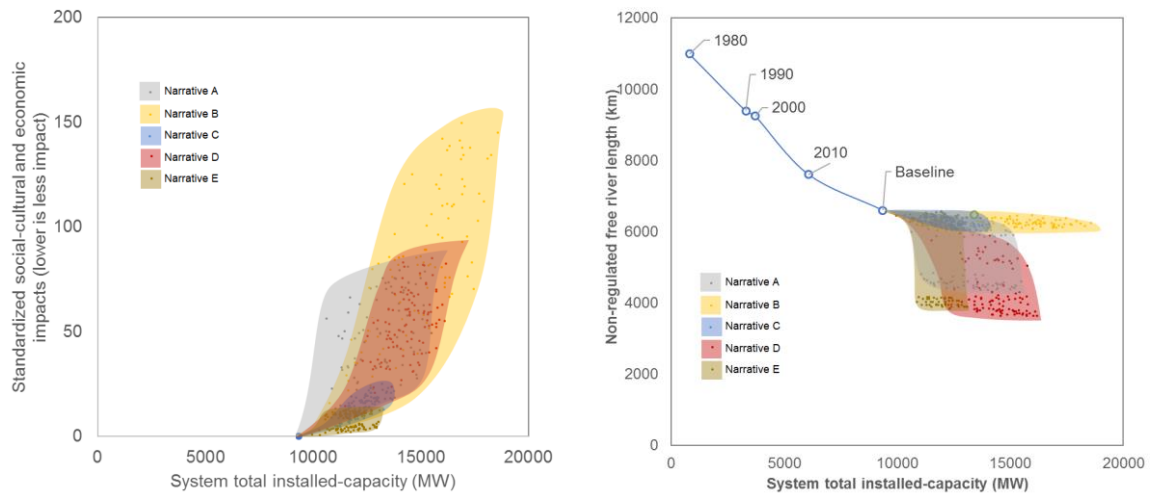 Standardized social-cultural and economic
impacts (lower is less impact)
200
150
100
50
0
Narrative A
Narrative B
Narrative C
Narrative D
Narrative E
0 5000 10000 15000 20000
System total installed-capacity (MW)
Non-regulated free river length (km)
12000
10000
8000
6000
4000
2000
0
1980
1990
2000
2010
Baseline
Narrative A
Narrative B
Narrative C
Narrative D
Narrative E
0 5000 10000 15000 20000
System total installed-capacity (MW)